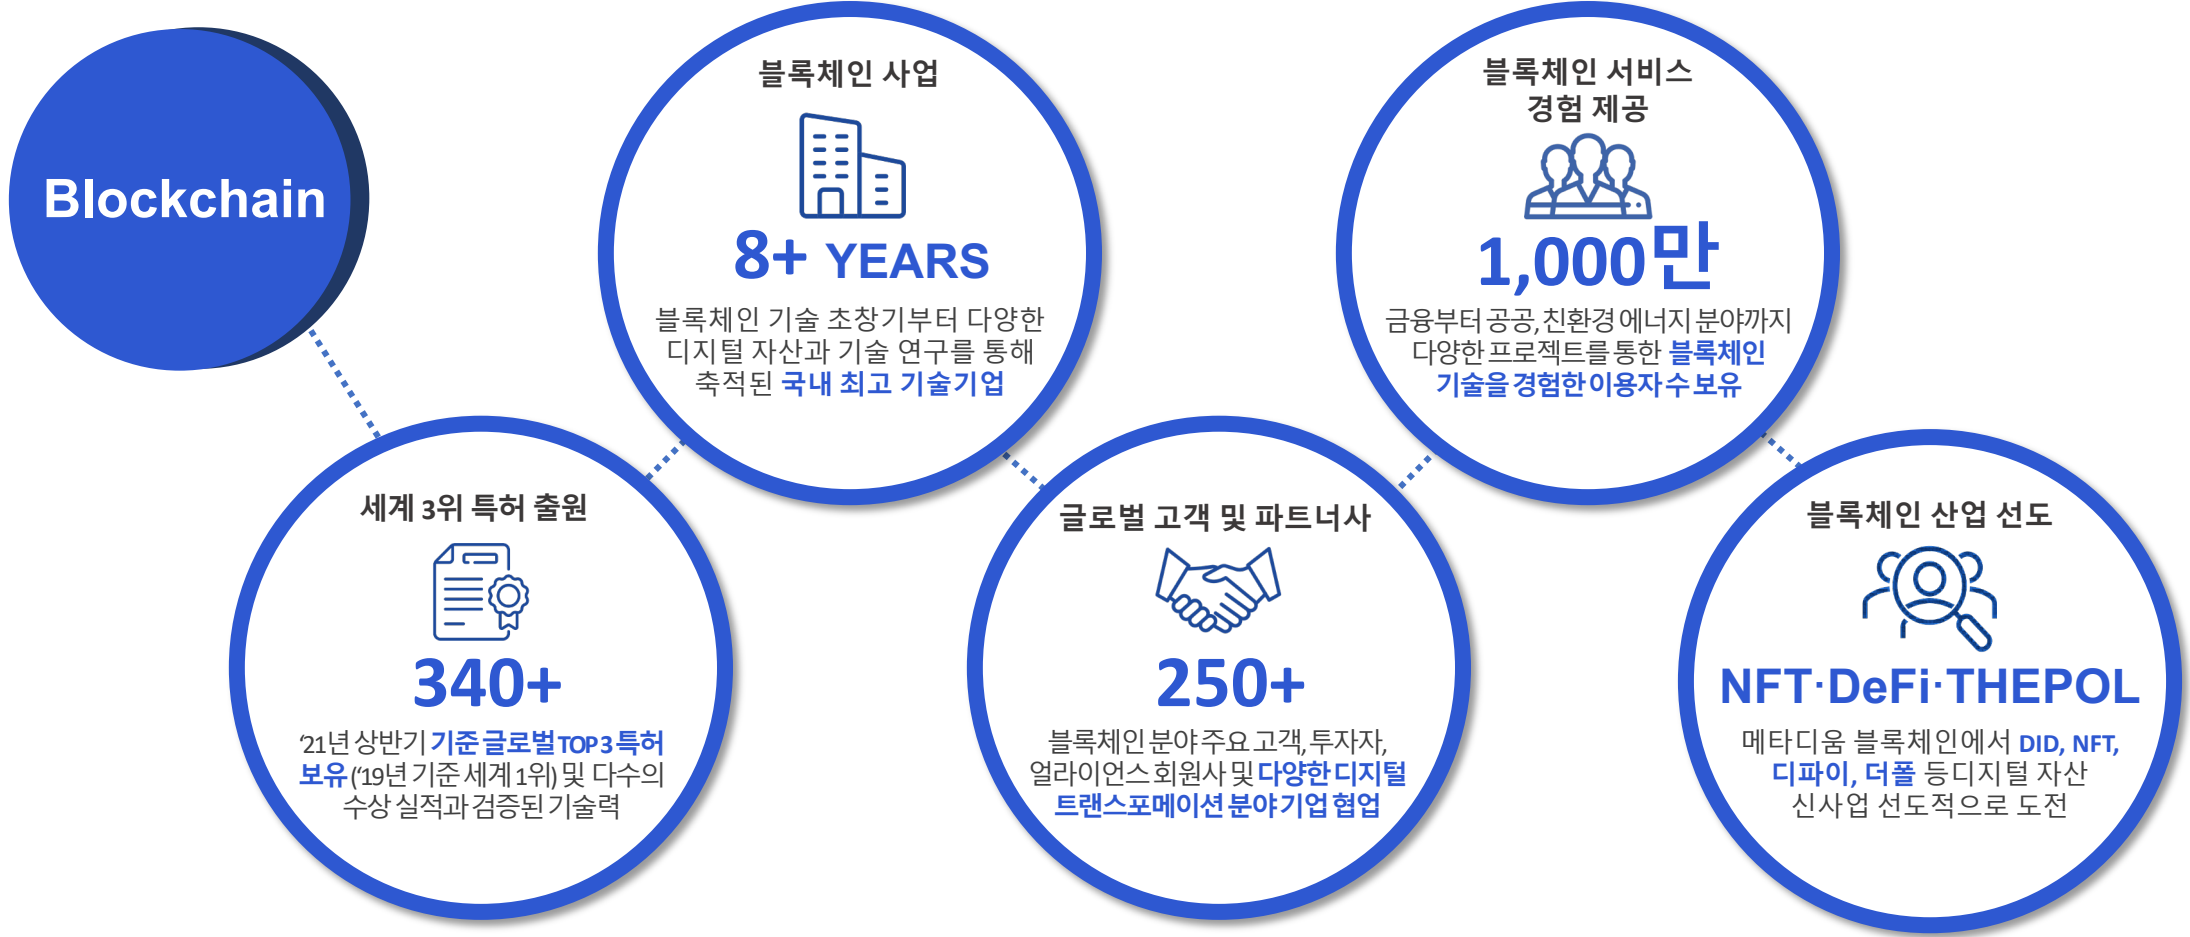 Blockchain
세계 3위 특허 출원
340+
‘21년 상반기 기준 글로벌 TOP 3 특허
보유 (‘19년 기준 세계 1위) 및 다수의
수상 실적과 검증된 기술력
블록체인 사업
8+ YEARS
블록체인 기술 초창기부터 다양한
디지털 자산과 기술 연구를 통해
축적된 국내 최고 기술기업
글로벌 고객 및 파트너사
250+
블록체인 분야 주요 고객, 투자자,
얼라이언스 회원사 및 다양한 디지털
트랜스포메이션 분야 기업 협업
블록체인 서비스
경험 제공
1,000만
금융부터 공공, 친환경 에너지 분야까지
다양한 프로젝트를 통한 블록체인
기술을 경험한 이용자 수 보유
블록체인 산업 선도
NFT·DeFi·THEPOL
메타디움 블록체인에서 DID, NFT,
디파이, 더폴 등디지털 자산
신사업 선도적으로 도전